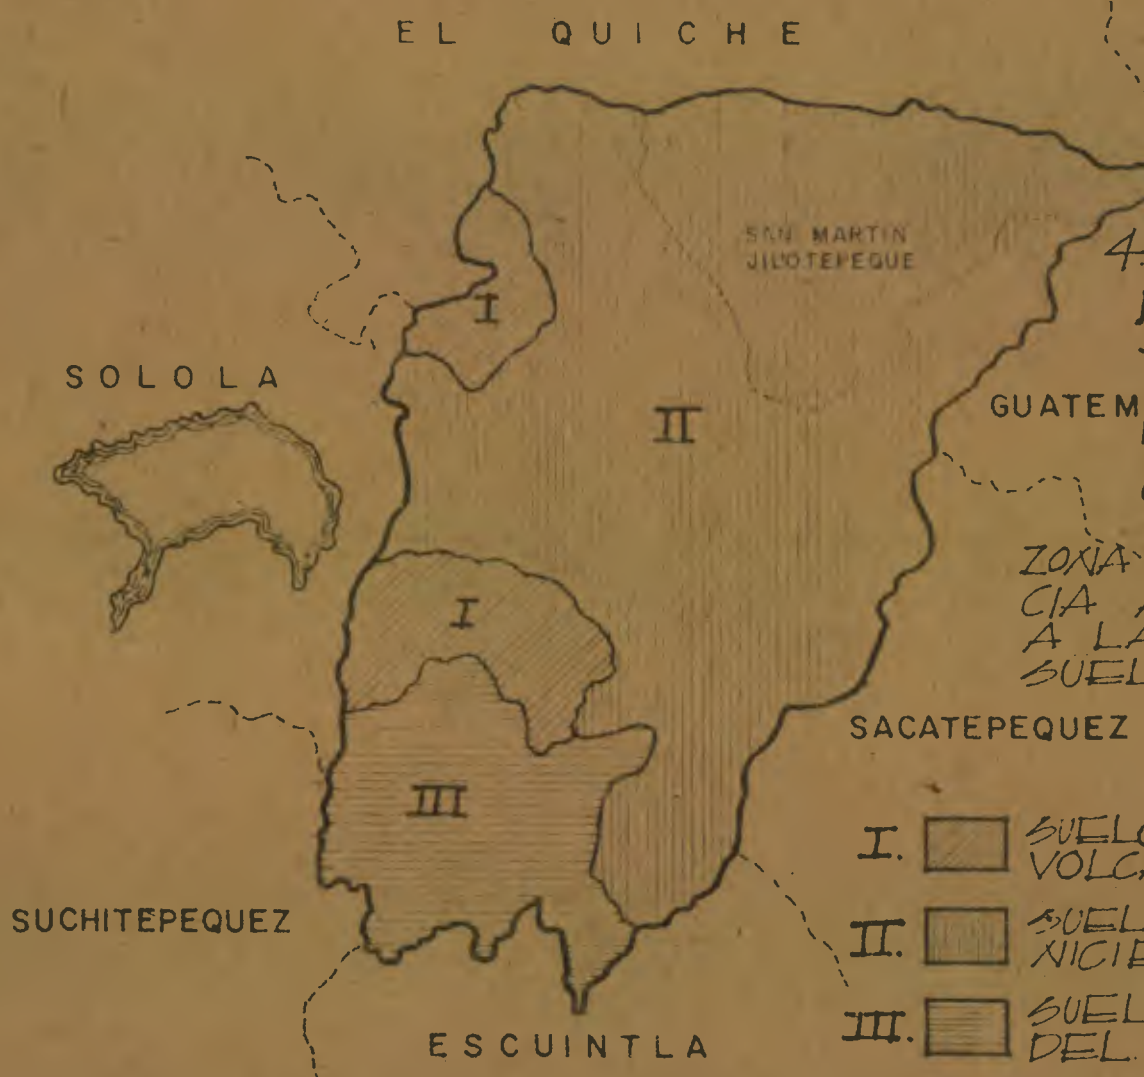 EL QUICHE
SAN MARTIN
JILOTEPEQUE
I
SOLOLA
II
GUATEM
I
ZONA
CIA
A LA
SUEL
SACATEPEQUEZ
III
I. SUELO
VOLCA
SUCHITEPEQUEZ
II. SUEL
NICIE
III. SUEL
DEL.
ESCUINTLA